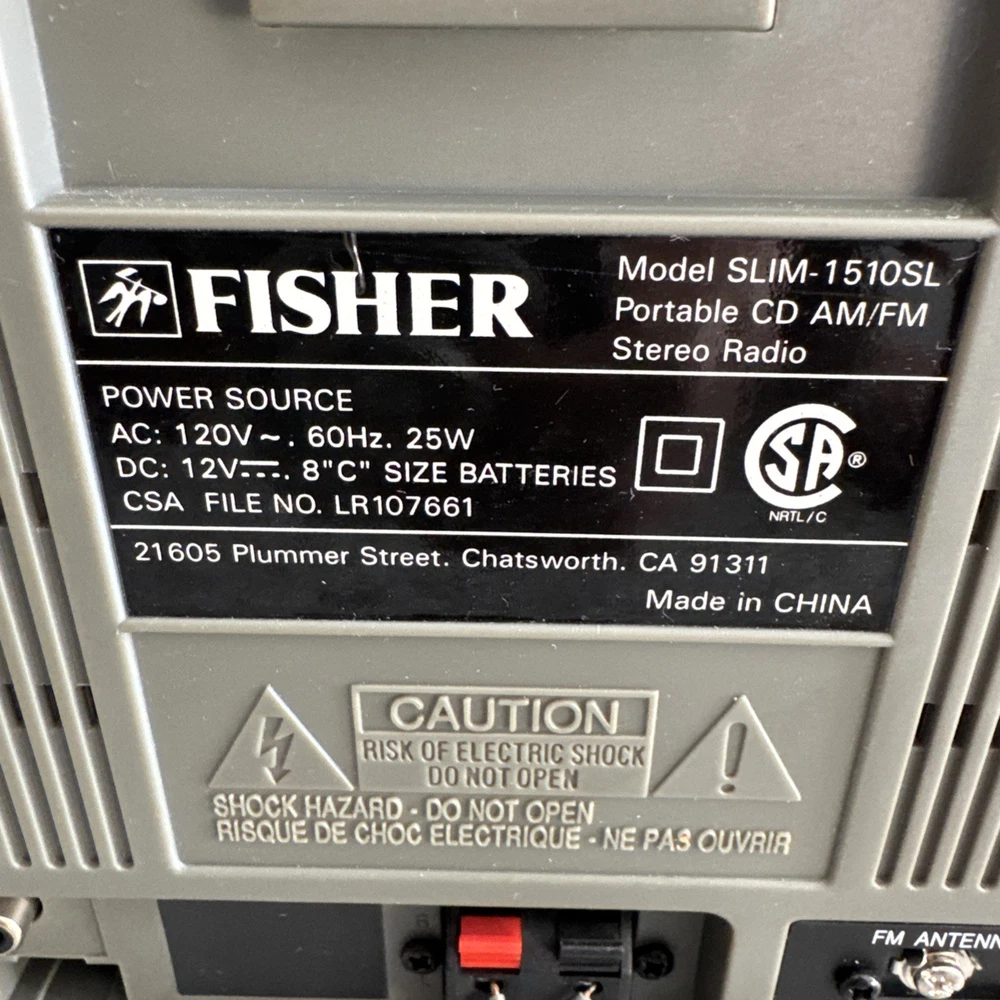 FISHER
Model SLIM-1510SL
Portable CD AM/FM
Stereo Radio
POWER SOURCE
AC: 120V ~. 60Hz. 25W
DC: 12V⎓. 8"C" SIZE BATTERIES
CSA FILE NO. LR107661
SA ®
NRTL/C
21605 Plummer Street. Chatsworth. CA 91311
Made in CHINA
CAUTION
RISK OF ELECTRIC SHOCK
DO NOT OPEN
SHOCK HAZARD - DO NOT OPEN
RISQUE DE CHOC ELECTRIQUE - NE PAS OUVRIR
FM ANTENN